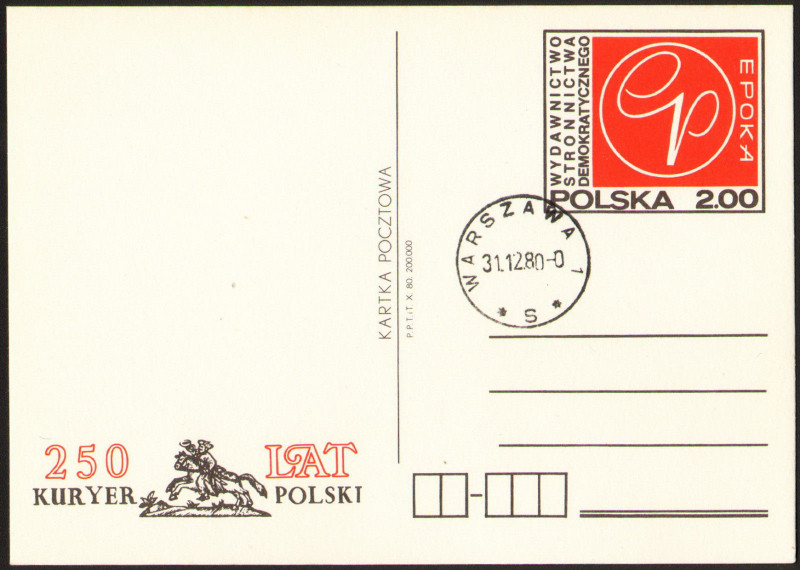 WYDAWNICTWO
STRONNICTWA
DEMOKRATYCZNEGO
EPOKA
POLSKA 2.00
WARSZAWA 1
31.12.80-0
* S *
KARTKA POCZTOWA
P.P.T.iT. X. 80. 200.000
250 LAT
KURYER POLSKI